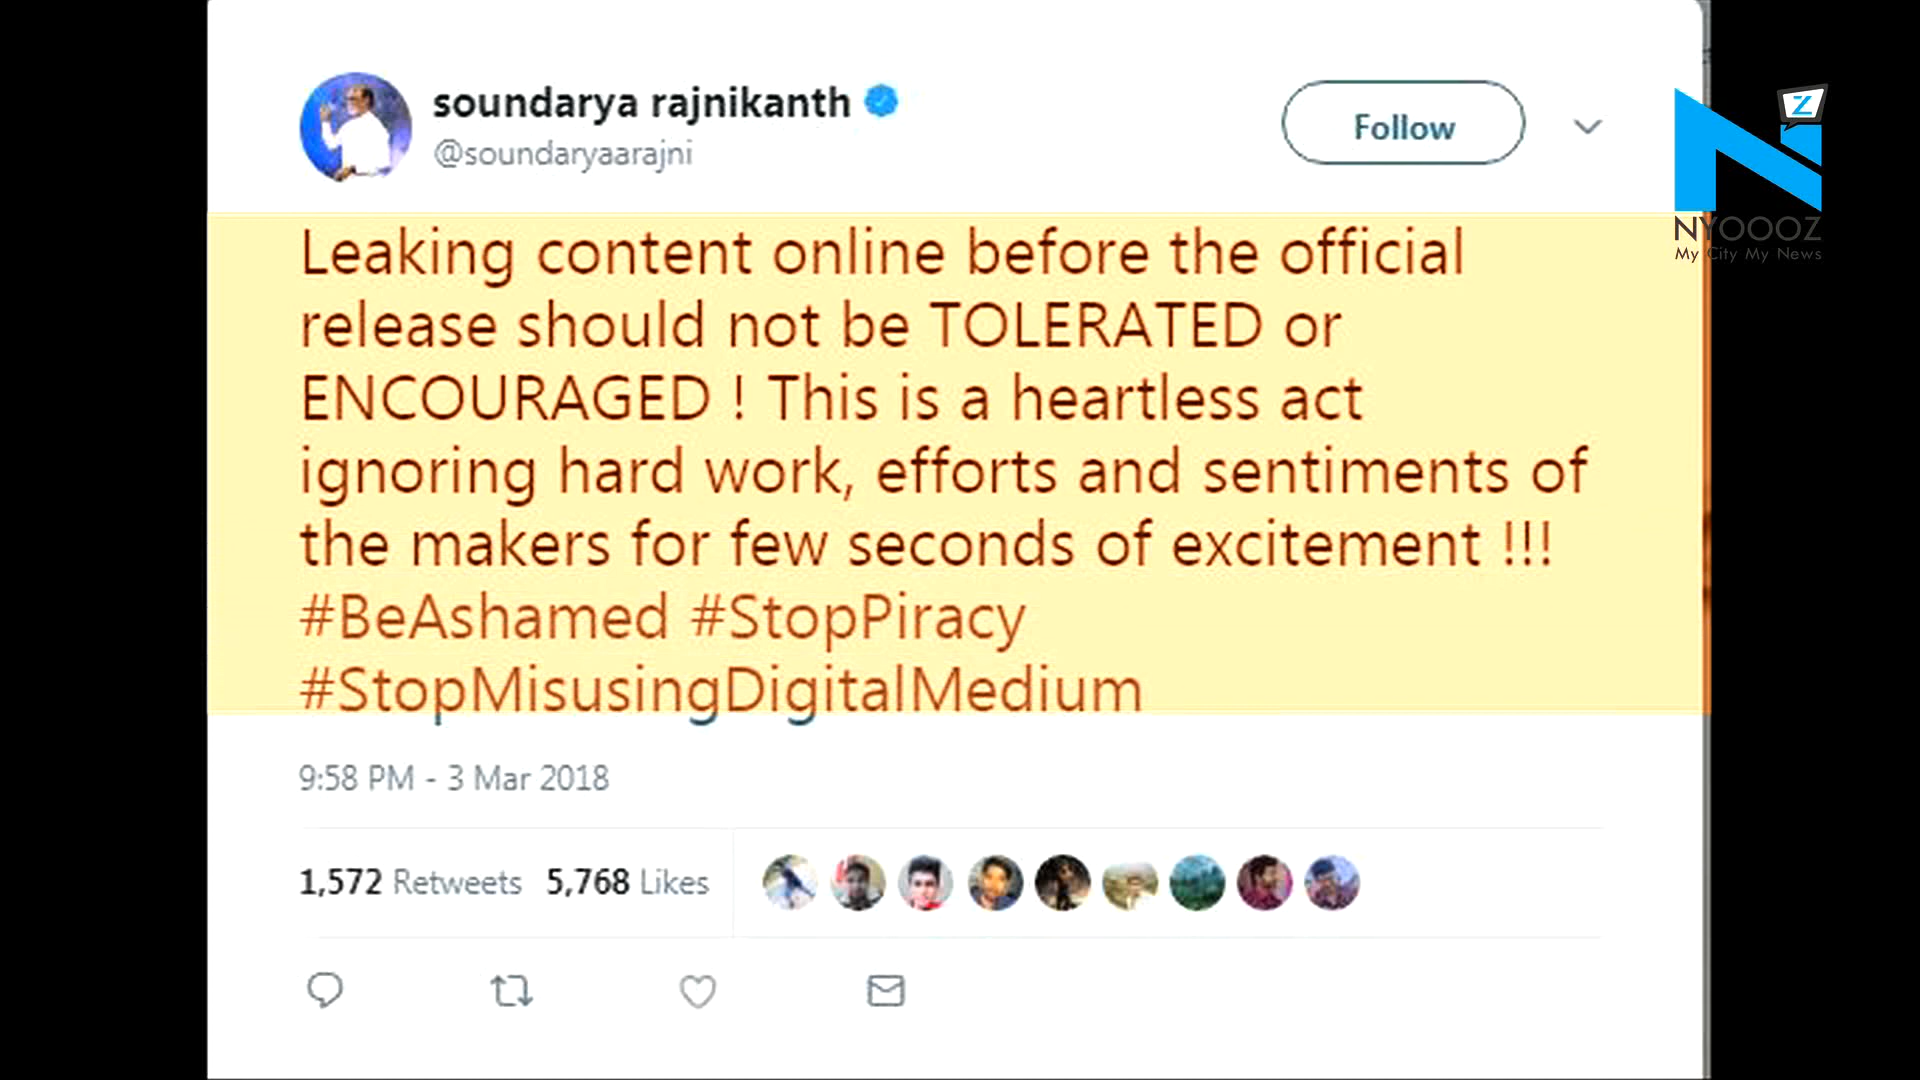 soundarya rajnikanth
@soundaryaarajni
Follow
Z
NYOOOZ
My City My News
Leaking content online before the official
release should not be TOLERATED or
ENCOURAGED ! This is a heartless act
ignoring hard work, efforts and sentiments of
the makers for few seconds of excitement !!!
#BeAshamed #StopPiracy
#StopMisusingDigitalMedium
9:58 PM - 3 Mar 2018
1,572 Retweets 5,768 Likes